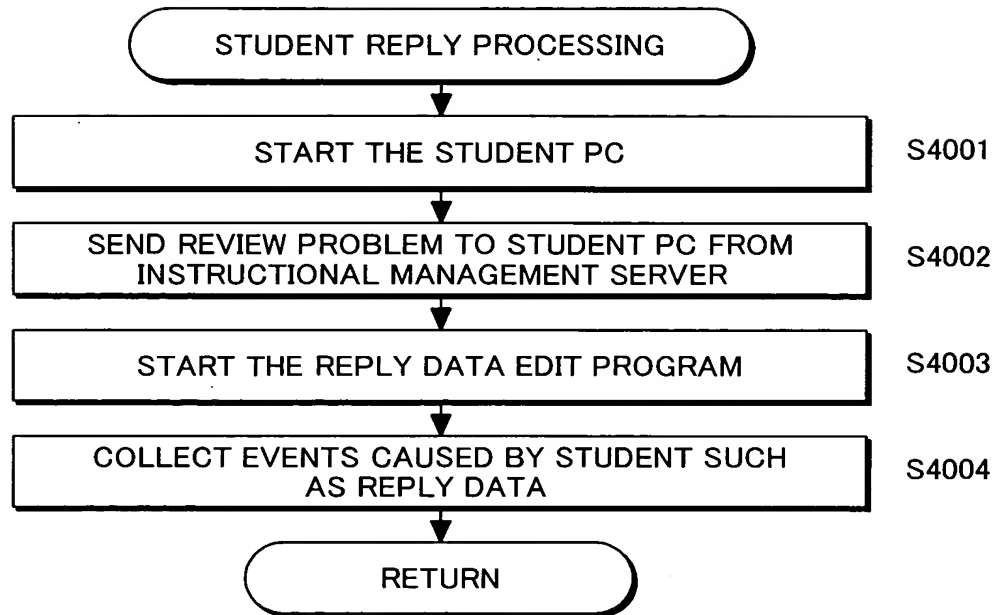 STUDENT REPLY PROCESSING
START THE STUDENT PC
S4001
SEND REVIEW PROBLEM TO STUDENT PC FROM
INSTRUCTIONAL MANAGEMENT SERVER
S4002
START THE REPLY DATA EDIT PROGRAM
S4003
COLLECT EVENTS CAUSED BY STUDENT SUCH
AS REPLY DATA
S4004
RETURN